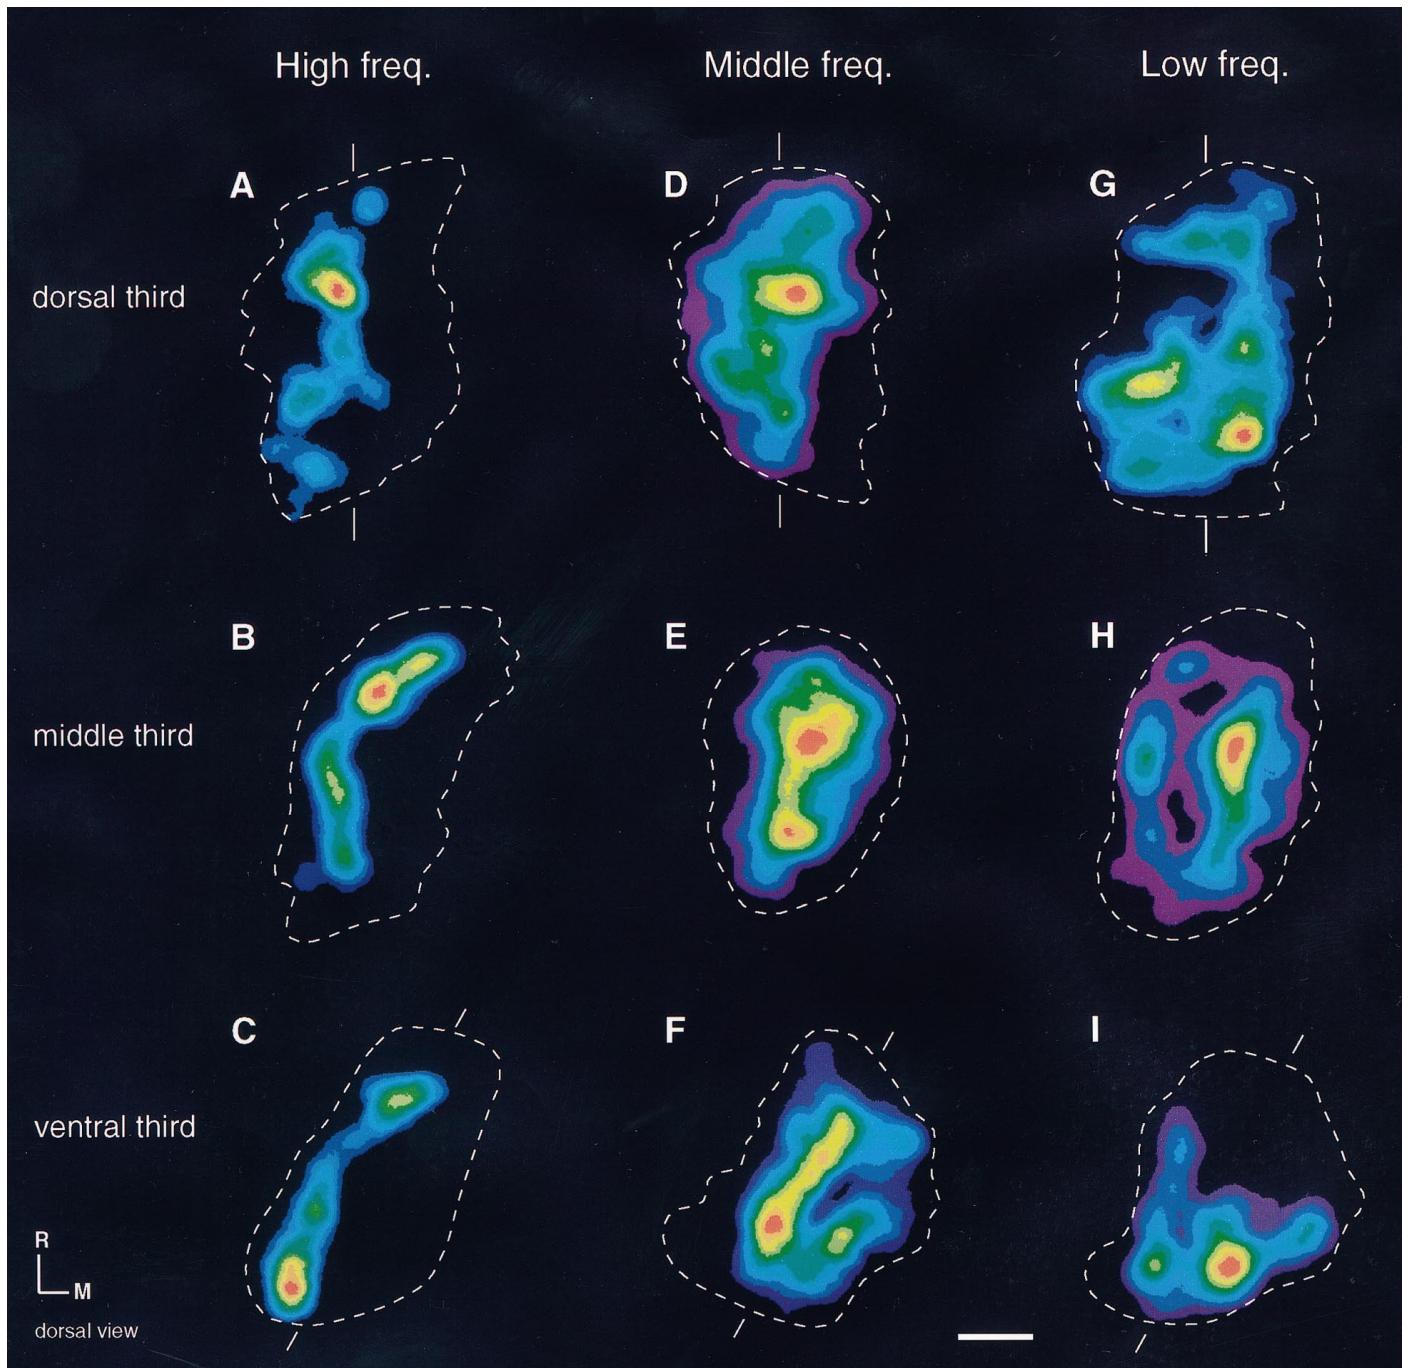 High freq.
Middle freq.
Low freq.
A
D
G
dorsal third
B
E
H
middle third
C
F
I
ventral third
R
M
dorsal view